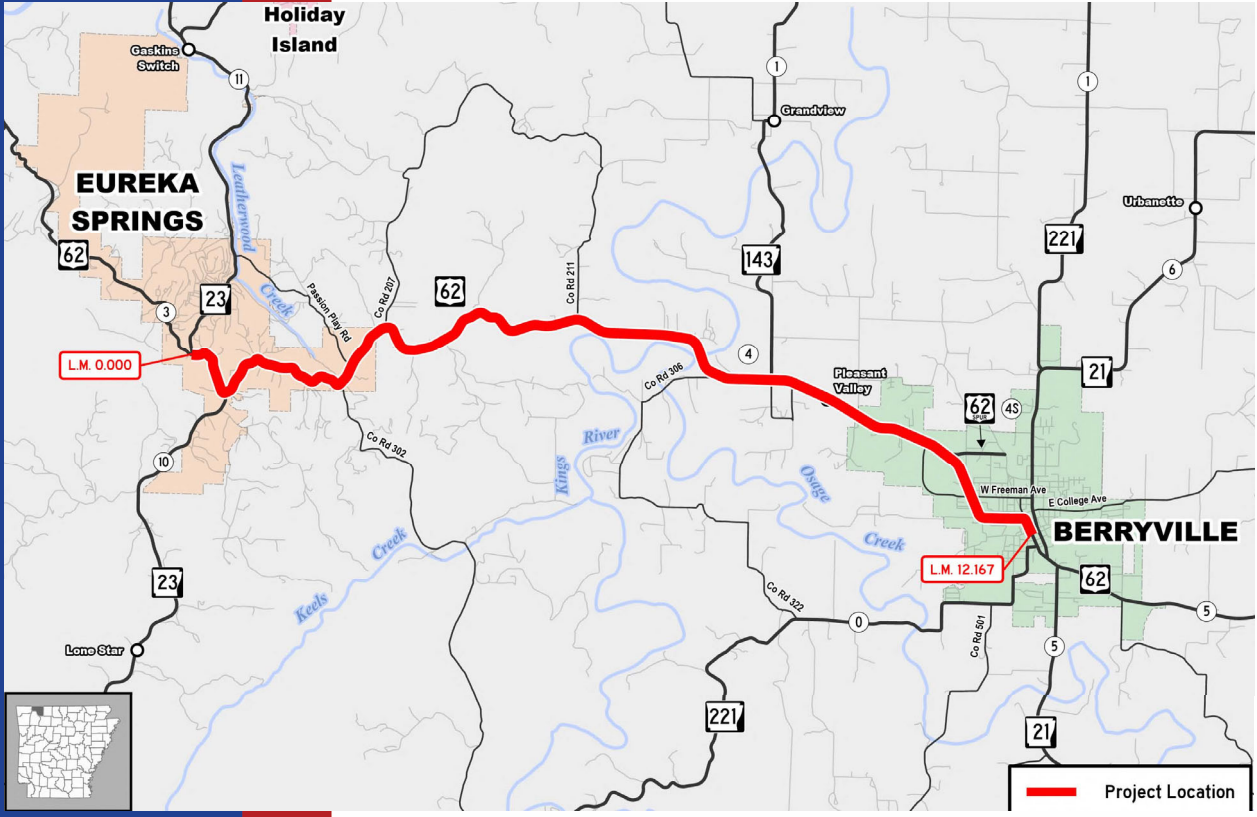 Holiday
Island
Gaskins
Switch
11
1
1
Grandview
EUREKA
SPRINGS
Leatherwood
Creek
Urbanette
62
23
3
Passion Play Rd
Co Rd 207
62
Co Rd 211
143
221
6
L.M. 0.000
4
Co Rd 306
Pleasant
Valley
21
62
SPUR
4S
10
Co Rd 302
Kings
River
Osage
Creek
W Freeman Ave
E College Ave
BERRYVILLE
L.M. 12.167
Keels
Creek
23
Co Rd 322
62
5
0
Co Rd 501
5
Lone Star
221
21
Project Location